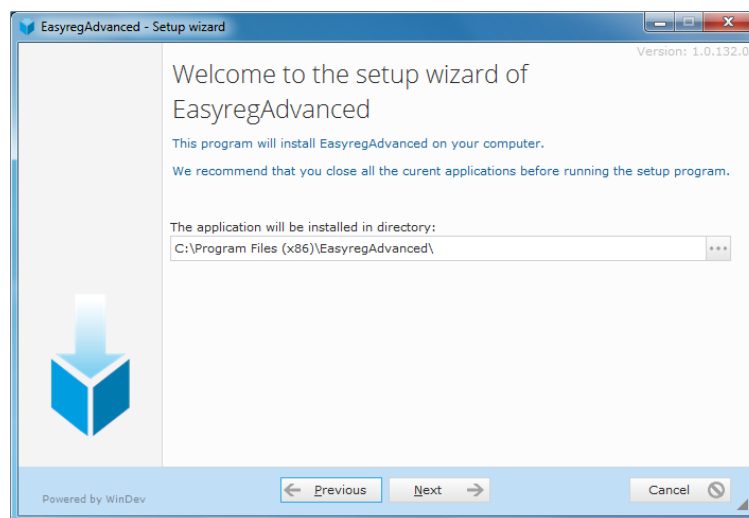 EasyregAdvanced - Setup wizard
Version: 1.0.132.0
Welcome to the setup wizard of
EasyregAdvanced
This program will install EasyregAdvanced on your computer.
We recommend that you close all the curent applications before running the setup program.
The application will be installed in directory:
C:\Program Files (x86)\EasyregAdvanced\
Powered by WinDev
Previous
Next
Cancel